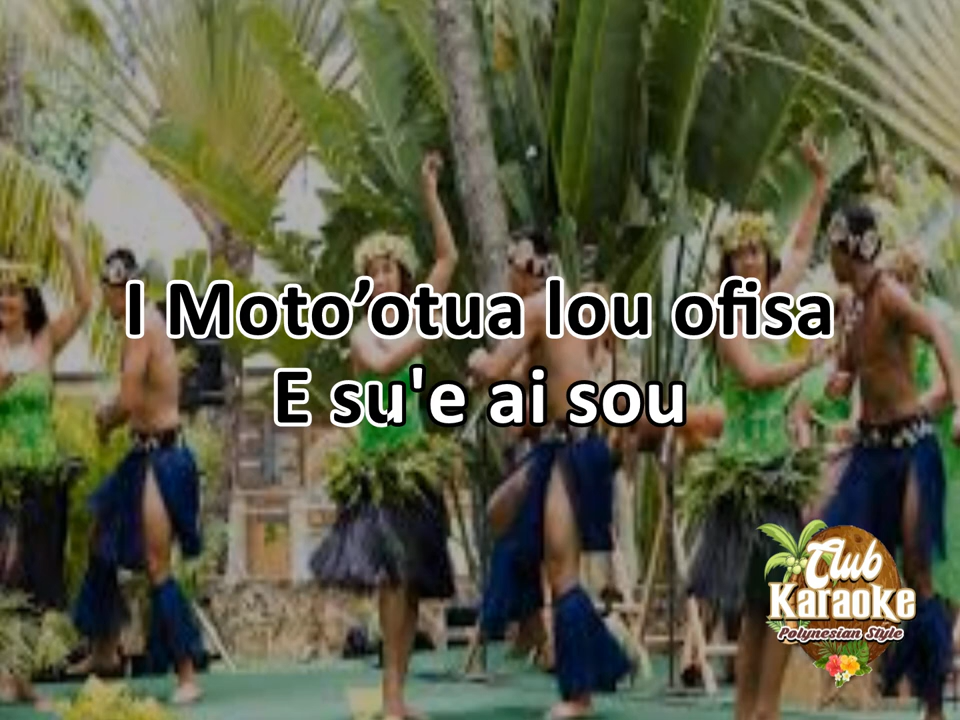 I Moto’otua lou ofisa
E su'e ai sou
Club
Karaoke
Polynesian Style